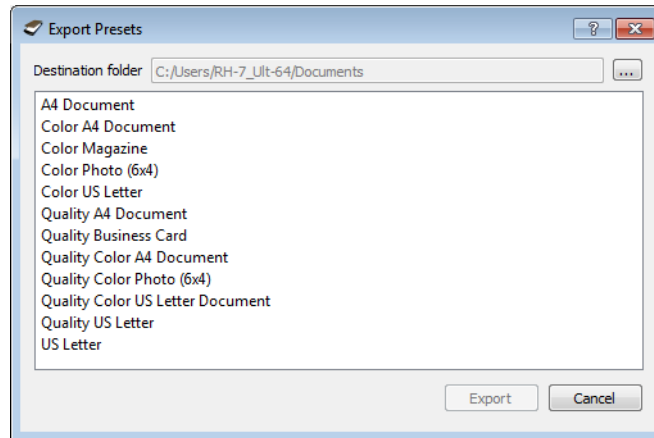 Export Presets
Destination folder C:/Users/RH-7_Ult-64/Documents ...
A4 Document
Color A4 Document
Color Magazine
Color Photo (6x4)
Color US Letter
Quality A4 Document
Quality Business Card
Quality Color A4 Document
Quality Color Photo (6x4)
Quality Color US Letter Document
Quality US Letter
US Letter
Export Cancel